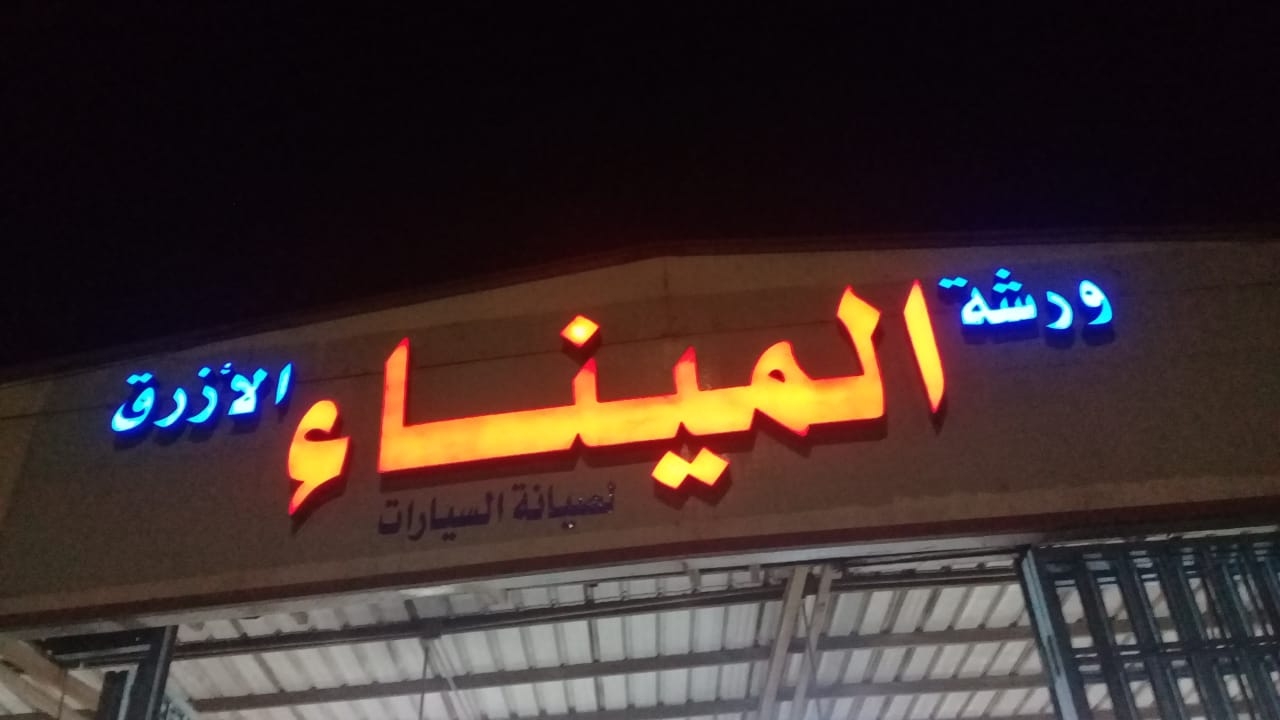 ورشة الميناء الأزرق
لصيانة السيارات